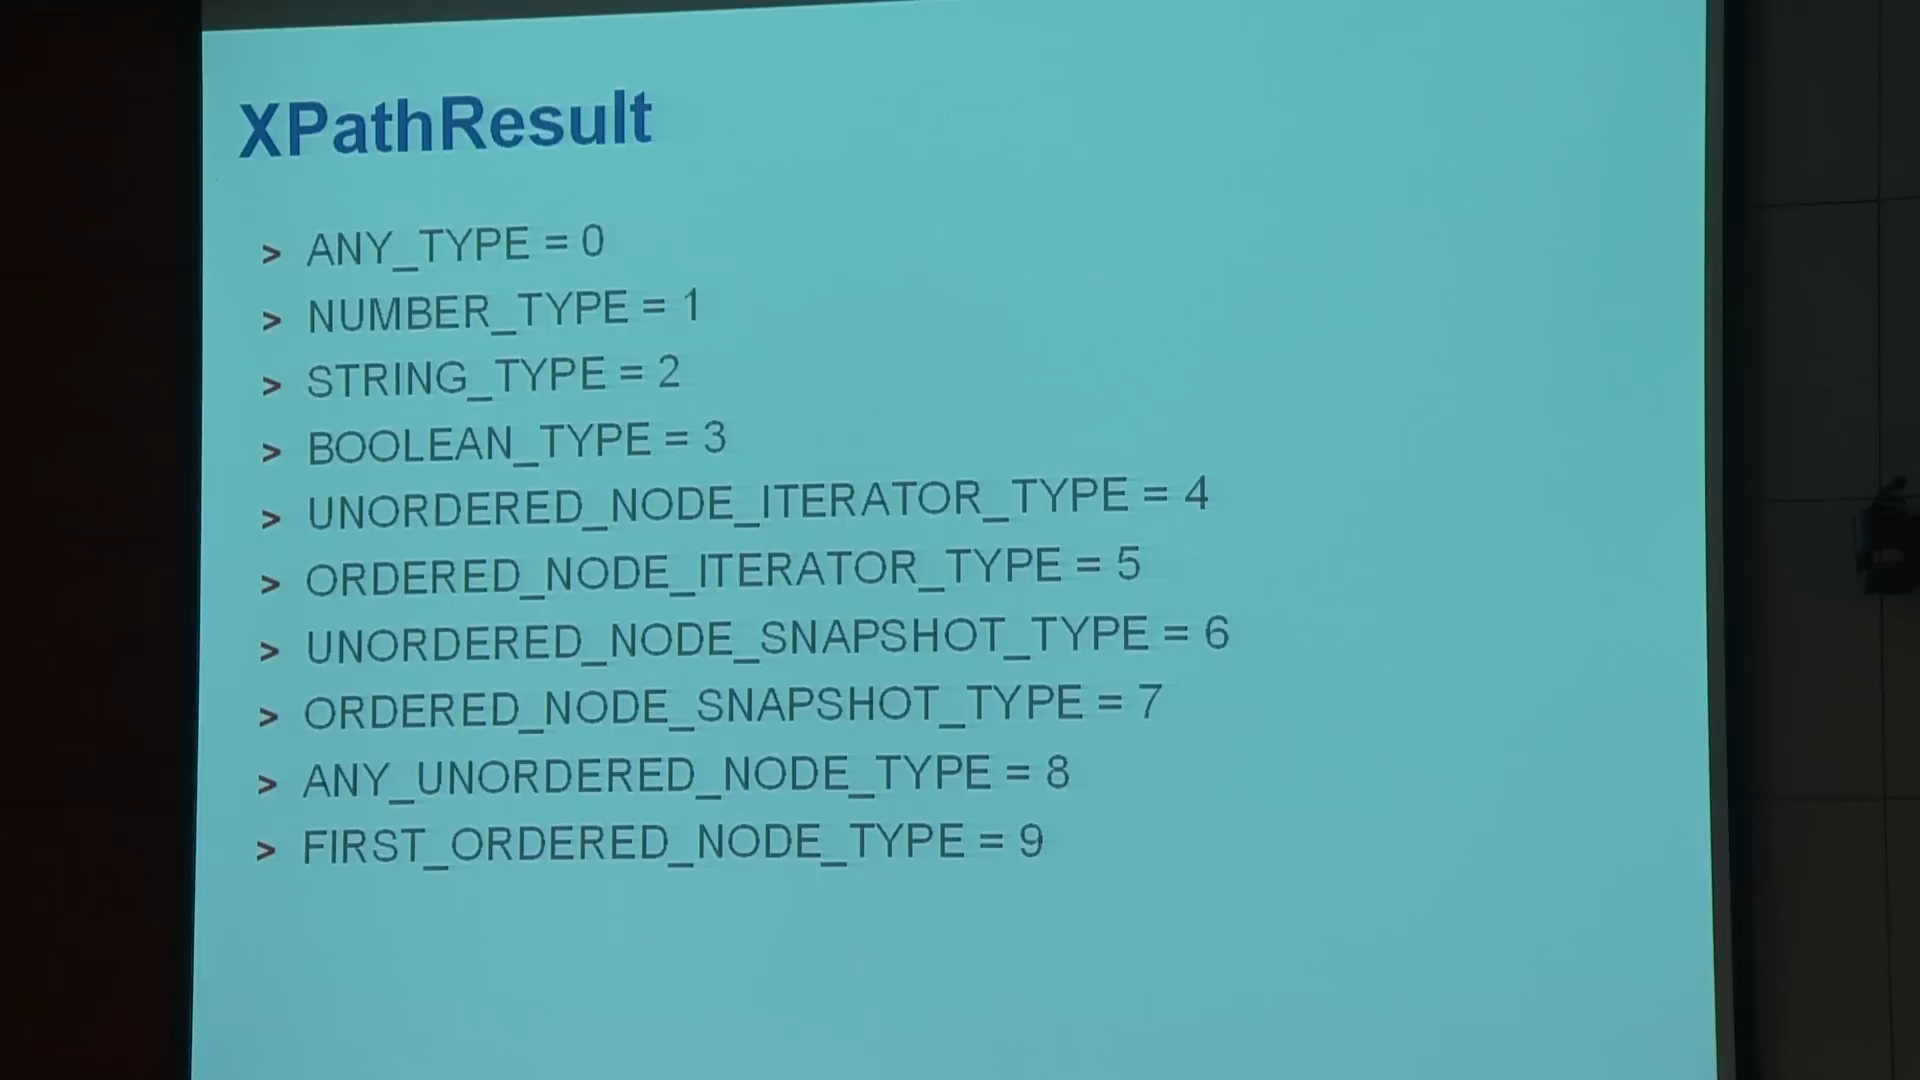 XPathResult
> ANY_TYPE = 0
> NUMBER_TYPE = 1
> STRING_TYPE = 2
> BOOLEAN_TYPE = 3
> UNORDERED_NODE_ITERATOR_TYPE = 4
> ORDERED_NODE_ITERATOR_TYPE = 5
> UNORDERED_NODE_SNAPSHOT_TYPE = 6
> ORDERED_NODE_SNAPSHOT_TYPE = 7
> ANY_UNORDERED_NODE_TYPE = 8
> FIRST_ORDERED_NODE_TYPE = 9